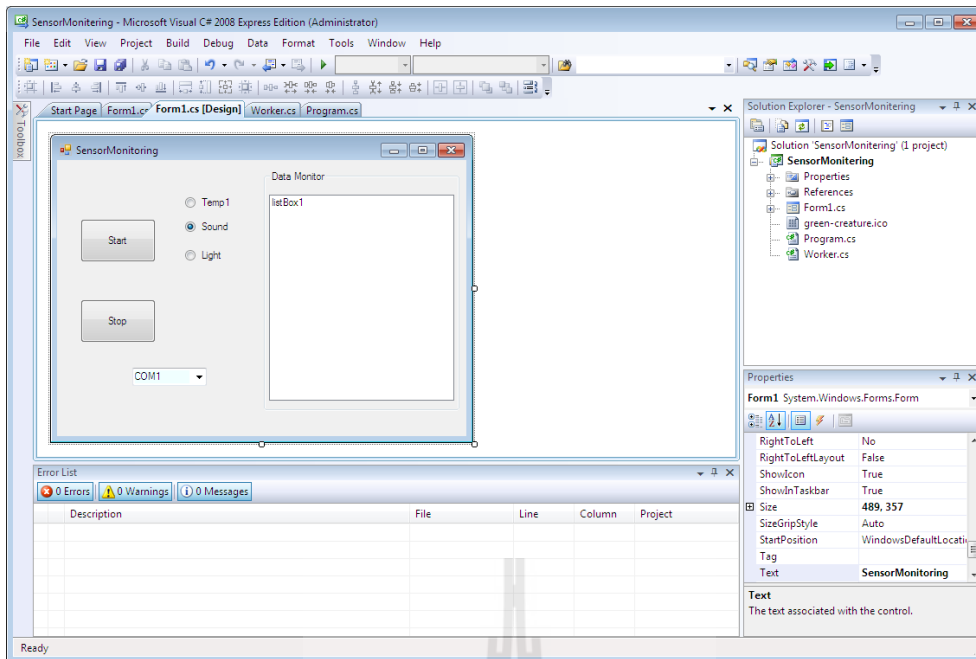 SensorMonitering - Microsoft Visual C# 2008 Express Edition (Administrator)
File Edit View Project Build Debug Data Format Tools Window Help
Toolbox
Start Page Form1.cs Form1.cs [Design] Worker.cs Program.cs
SensorMonitoring
Start
Stop
COM1
Temp1
Sound
Light
Data Monitor
listBox1
Error List
0 Errors 0 Warnings 0 Messages
Description File Line Column Project
Solution Explorer - SensorMonitering
Solution 'SensorMonitering' (1 project)
SensorMonitering
Properties
References
Form1.cs
green-creature.ico
Program.cs
Worker.cs
Properties
Form1 System.Windows.Forms.Form
RightToLeft No
RightToLeftLayout False
ShowIcon True
ShowInTaskbar True
Size 489, 357
SizeGripStyle Auto
StartPosition WindowsDefaultLocati
Tag
Text SensorMonitoring
Text
The text associated with the control.
Ready